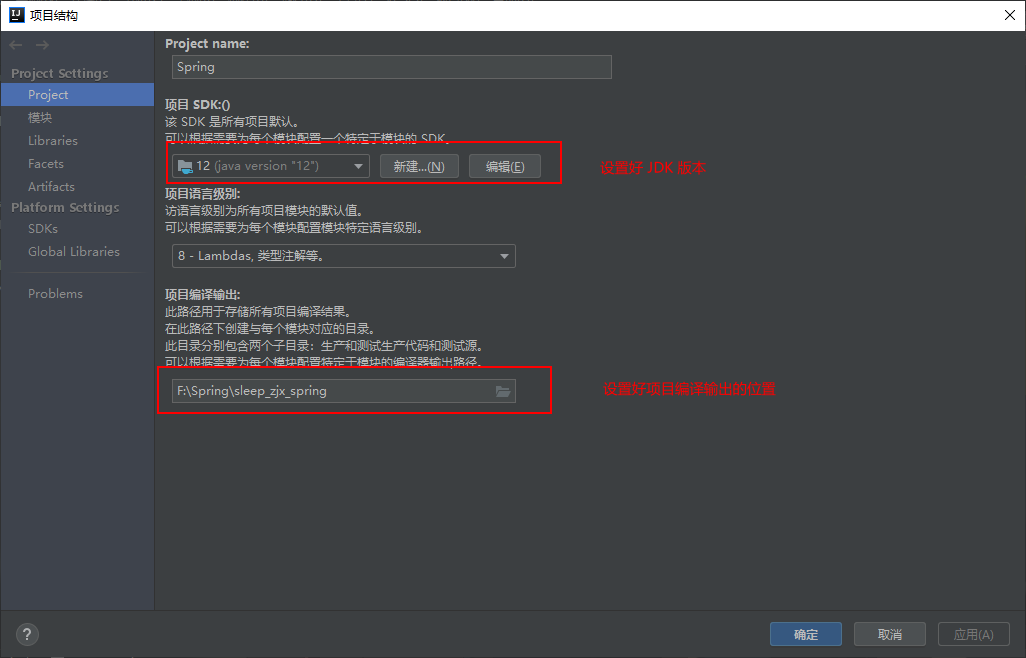 项目结构
Project Settings
Project
模块
Libraries
Facets
Artifacts
Platform Settings
SDKs
Global Libraries
Problems
Project name:
Spring
项目 SDK:()
该 SDK 是所有项目默认。
可以根据需要为每个模块配置一个特定于模块的 SDK。
12 (java version "12")
新建...(N)
编辑(E)
设置好 JDK 版本
项目语言级别:
访语言级别为所有项目模块的默认值。
可以根据需要为每个模块配置模块特定语言级别。
8 - Lambdas, 类型注解等。
项目编译输出:
此路径用于存储所有项目编译结果。
在此路径下创建与每个模块对应的目录。
此目录分别包含两个子目录：生产和测试生产代码和测试源。
可以根据需要为每个模块配置特定于模块的编译器输出路径。
F:\Spring\sleep_zjx_spring
设置好项目编译输出的位置
?
确定
取消
应用(A)